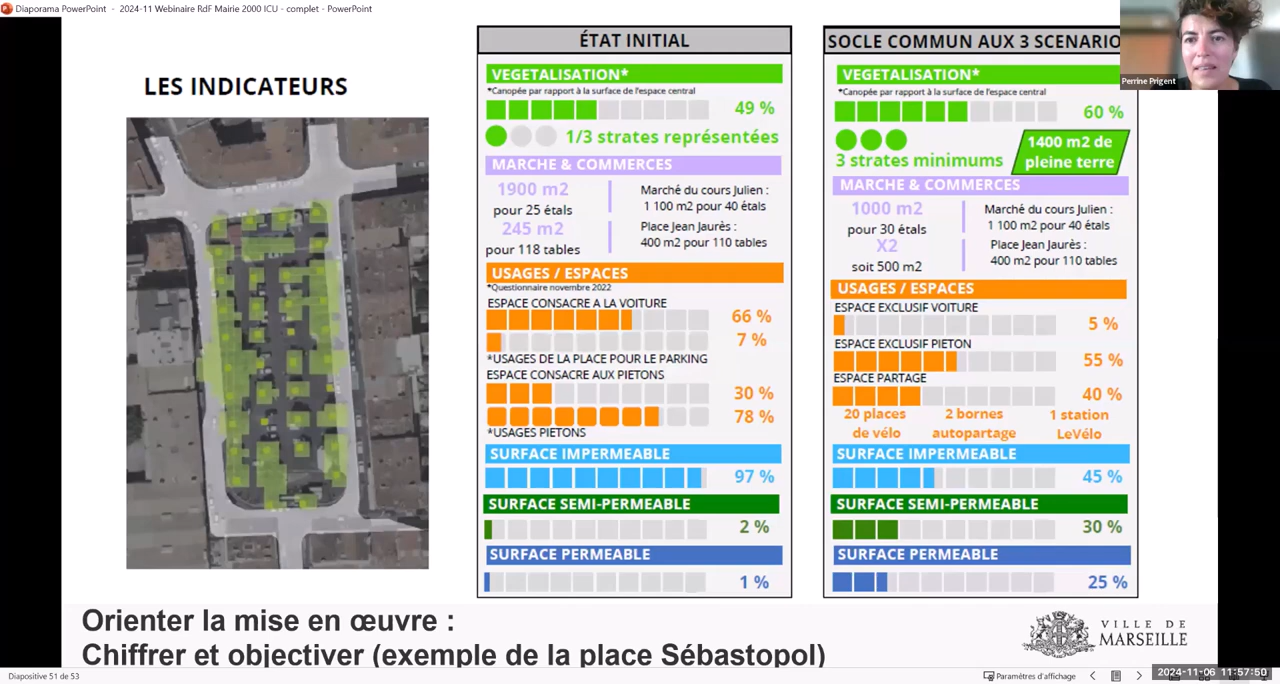 Diaporama PowerPoint - 2024-11 Webinaire RdF Mairie 2000 ICU - complet - PowerPoint
LES INDICATEURS
ÉTAT INITIAL
VEGETALISATION*
*Canopée par rapport à la surface de l'espace central
49 %
1/3 strates représentées
MARCHE & COMMERCES
1900 m2
pour 25 étals
245 m2
pour 118 tables
Marché du cours Julien :
1 100 m2 pour 40 étals
Place Jean Jaurès :
400 m2 pour 110 tables
USAGES / ESPACES
*Questionnaire novembre 2022
ESPACE CONSACRE A LA VOITURE
66 %
7 %
*USAGES DE LA PLACE POUR LE PARKING
ESPACE CONSACRE AUX PIETONS
30 %
78 %
*USAGES PIETONS
SURFACE IMPERMEABLE
97 %
SURFACE SEMI-PERMEABLE
2 %
SURFACE PERMEABLE
1 %
SOCLE COMMUN AUX 3 SCENARIO
VEGETALISATION*
*Canopée par rapport à la surface de l'espace central
60 %
3 strates minimums
1400 m2 de
pleine terre
MARCHE & COMMERCES
1000 m2
pour 30 étals
X2
soit 500 m2
Marché du cours Julien :
1 100 m2 pour 40 étals
Place Jean Jaurès :
400 m2 pour 110 tables
USAGES / ESPACES
ESPACE EXCLUSIF VOITURE
5 %
ESPACE EXCLUSIF PIETON
55 %
ESPACE PARTAGE
40 %
20 places
de vélo
2 bornes
autopartage
1 station
LeVélo
SURFACE IMPERMEABLE
45 %
SURFACE SEMI-PERMEABLE
30 %
SURFACE PERMEABLE
25 %
Perrine Prigent
Orienter la mise en œuvre :
Chiffrer et objectiver (exemple de la place Sébastopol)
VILLE DE
MARSEILLE
Diapositive 51 de 53
Paramètres d'affichage
2024-11-06 11:57:50